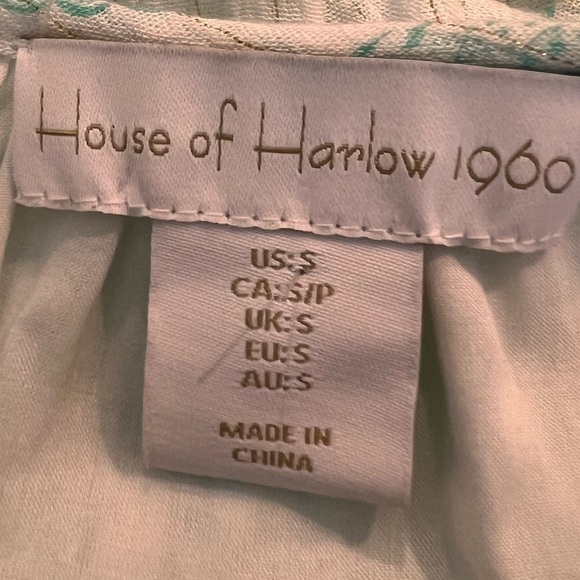 House of Harlow 1960
US:S
CA:S/P
UK:S
EU:S
AU:S
MADE IN
CHINA